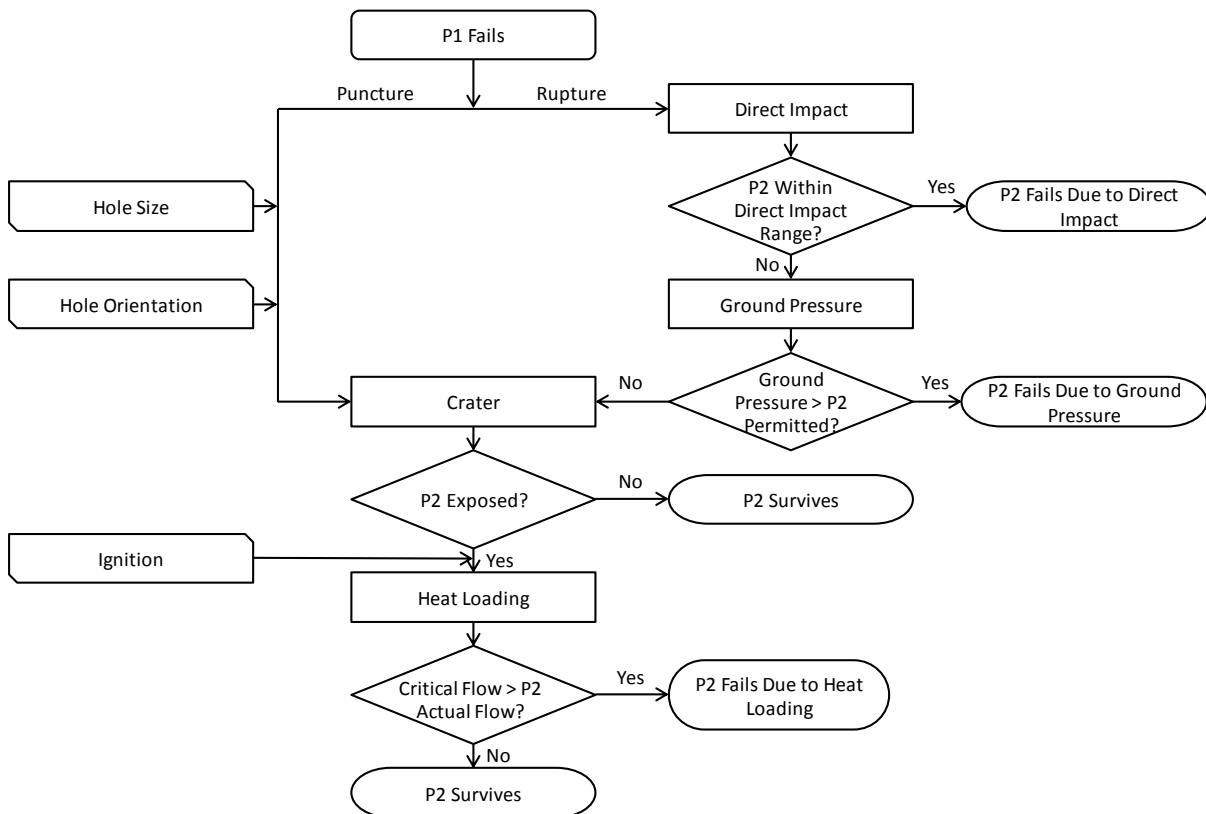 P1 Fails
Puncture
Rupture
Direct Impact
Hole Size
P2 Within
Direct Impact
Range?
Yes
P2 Fails Due to Direct
Impact
No
Hole Orientation
Ground Pressure
Crater
No
Ground
Pressure > P2
Permitted?
Yes
P2 Fails Due to Ground
Pressure
P2 Exposed?
No
P2 Survives
Ignition
Yes
Heat Loading
Critical Flow > P2
Actual Flow?
Yes
P2 Fails Due to Heat
Loading
No
P2 Survives